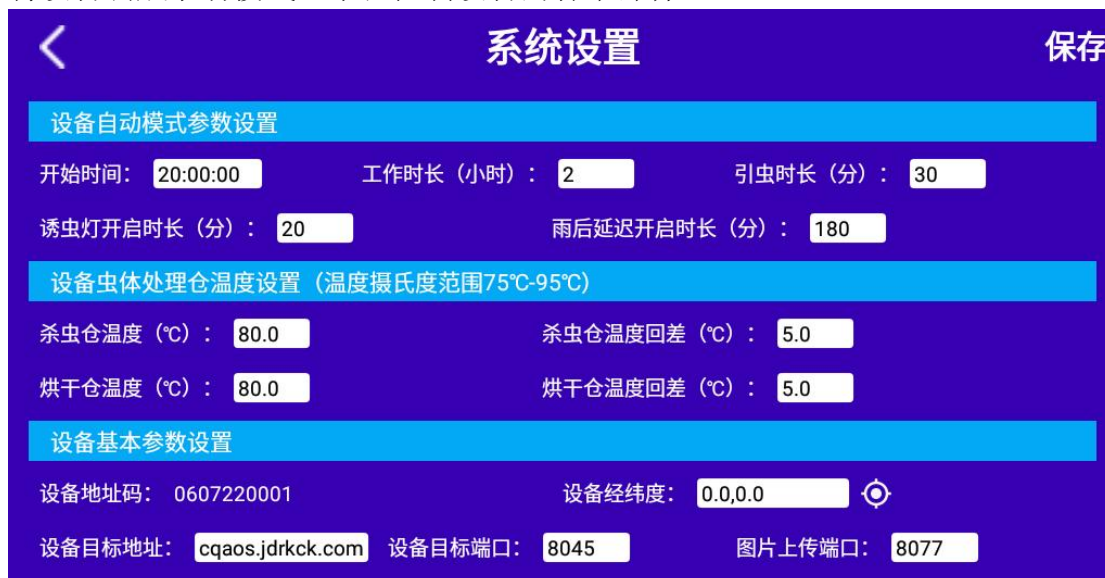 系统设置 保存
设备自动模式参数设置
开始时间： 20:00:00 工作时长（小时）： 2 引虫时长（分）： 30
诱虫灯开启时长（分）： 20 雨后延迟开启时长（分）： 180
设备虫体处理仓温度设置（温度摄氏度范围75℃-95℃）
杀虫仓温度（℃）： 80.0 杀虫仓温度回差（℃）： 5.0
烘干仓温度（℃）： 80.0 烘干仓温度回差（℃）： 5.0
设备基本参数设置
设备地址码： 0607220001 设备经纬度： 0.0,0.0
设备目标地址： cqaos.jdrkck.com 设备目标端口： 8045 图片上传端口： 8077